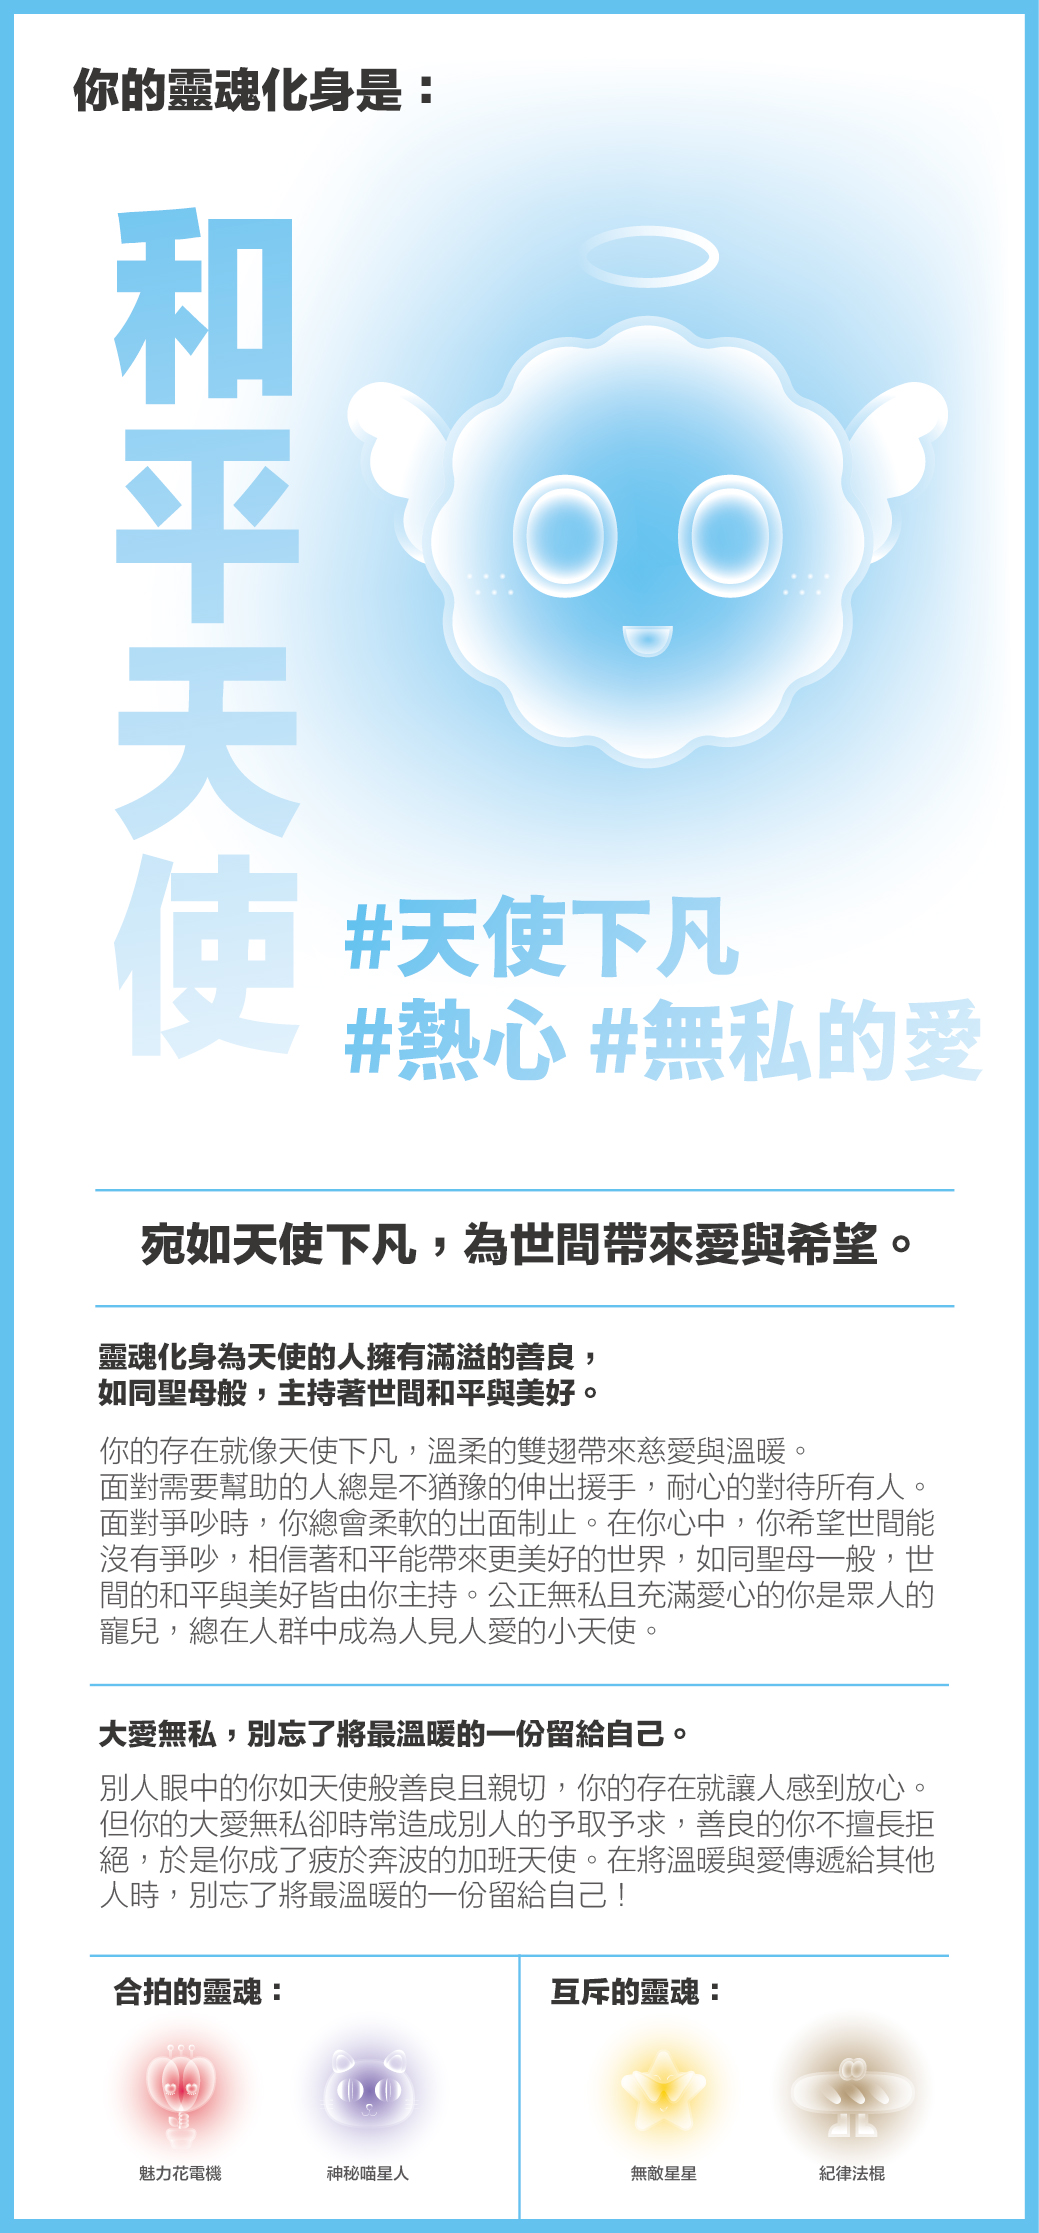 你的靈魂化身是：
和平天使
#天使下凡
#熱心 #無私的愛
宛如天使下凡，為世間帶來愛與希望。
靈魂化身為天使的人擁有滿溢的善良，
如同聖母般，主持著世間和平與美好。
你的存在就像天使下凡，溫柔的雙翅帶來慈愛與溫暖。
面對需要幫助的人總是不猶豫的伸出援手，耐心的對待所有人。
面對爭吵時，你總會柔軟的出面制止。在你心中，你希望世間能
沒有爭吵，相信著和平能帶來更美好的世界，如同聖母一般，世
間的和平與美好皆由你主持。公正無私且充滿愛心的你是眾人的
寵兒，總在人群中成為人見人愛的小天使。
大愛無私，別忘了將最溫暖的一份留給自己。
別人眼中的你如天使般善良且親切，你的存在就讓人感到放心。
但你的大愛無私卻時常造成別人的予取予求，善良的你不擅長拒
絕，於是你成了疲於奔波的加班天使。在將溫暖與愛傳遞給其他
人時，別忘了將最溫暖的一份留給自己！
合拍的靈魂：
魅力花電機
神秘喵星人
互斥的靈魂：
無敵星星
紀律法棍